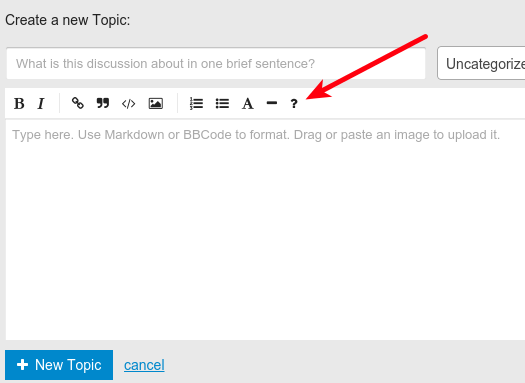 Create a new Topic:
What is this discussion about in one brief sentence?
Uncategorize
B I </> A ?
Type here. Use Markdown or BBCode to format. Drag or paste an image to upload it.
+ New Topic cancel